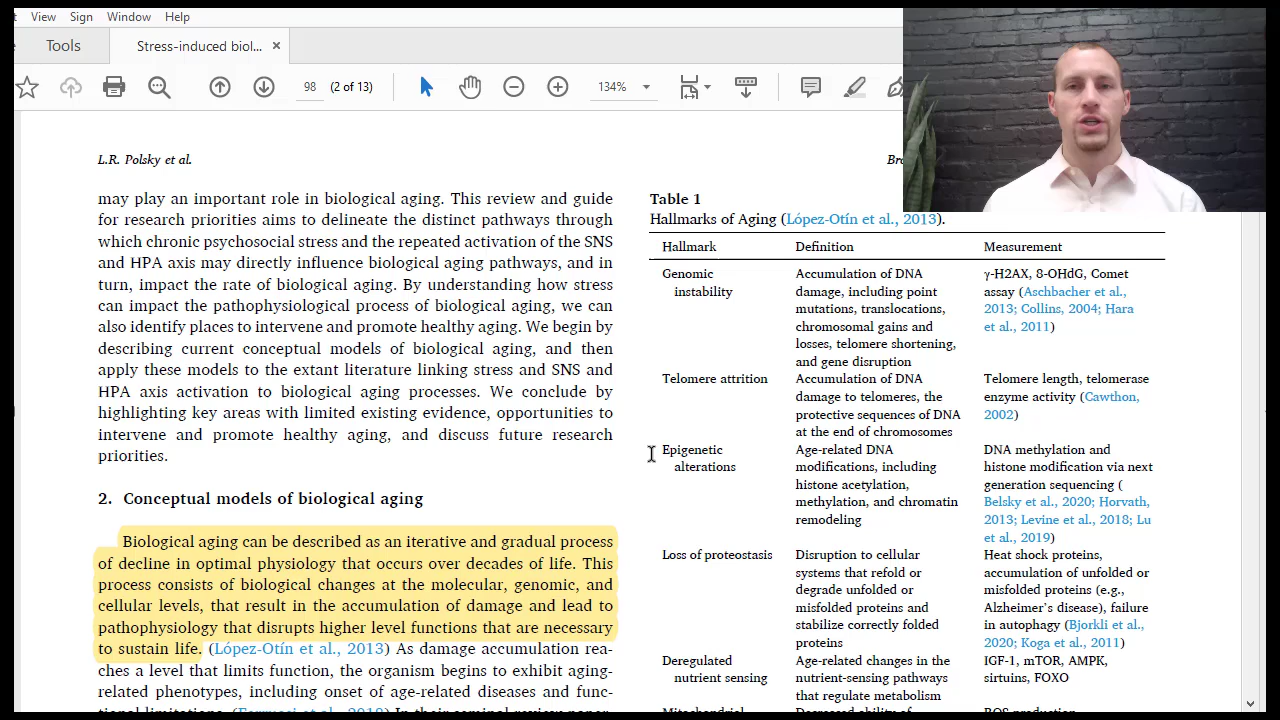 View Sign Window Help
Tools Stress-induced biol... ×
98 (2 of 13) 134%
L.R. Polsky et al.
may play an important role in biological aging. This review and guide
for research priorities aims to delineate the distinct pathways through
which chronic psychosocial stress and the repeated activation of the SNS
and HPA axis may directly influence biological aging pathways, and in
turn, impact the rate of biological aging. By understanding how stress
can impact the pathophysiological process of biological aging, we can
also identify places to intervene and promote healthy aging. We begin by
describing current conceptual models of biological aging, and then
apply these models to the extant literature linking stress and SNS and
HPA axis activation to biological aging processes. We conclude by
highlighting key areas with limited existing evidence, opportunities to
intervene and promote healthy aging, and discuss future research
priorities.
2. Conceptual models of biological aging
Biological aging can be described as an iterative and gradual process
of decline in optimal physiology that occurs over decades of life. This
process consists of biological changes at the molecular, genomic, and
cellular levels, that result in the accumulation of damage and lead to
pathophysiology that disrupts higher level functions that are necessary
to sustain life. (López-Otín et al., 2013) As damage accumulation rea-
ches a level that limits function, the organism begins to exhibit aging-
related phenotypes, including onset of age-related diseases and func-
Table 1
Hallmarks of Aging (López-Otín et al., 2013).
Hallmark Definition Measurement
Genomic
instability
Accumulation of DNA
damage, including point
mutations, translocations,
chromosomal gains and
losses, telomere shortening,
and gene disruption
γ-H2AX, 8-OHdG, Comet
assay (Aschbacher et al.,
2013; Collins, 2004; Hara
et al., 2011)
Telomere attrition
Accumulation of DNA
damage to telomeres, the
protective sequences of DNA
at the end of chromosomes
Telomere length, telomerase
enzyme activity (Cawthon,
2002)
Epigenetic
alterations
Age-related DNA
modifications, including
histone acetylation,
methylation, and chromatin
remodeling
DNA methylation and
histone modification via next
generation sequencing (
Belsky et al., 2020; Horvath,
2013; Levine et al., 2018; Lu
et al., 2019)
Loss of proteostasis
Disruption to cellular
systems that refold or
degrade unfolded or
misfolded proteins and
stabilize correctly folded
proteins
Heat shock proteins,
accumulation of unfolded or
misfolded proteins (e.g.,
Alzheimer's disease), failure
in autophagy (Bjorkli et al.,
2020; Koga et al., 2011)
Deregulated
nutrient sensing
Age-related changes in the
nutrient-sensing pathways
that regulate metabolism
IGF-1, mTOR, AMPK,
sirtuins, FOXO